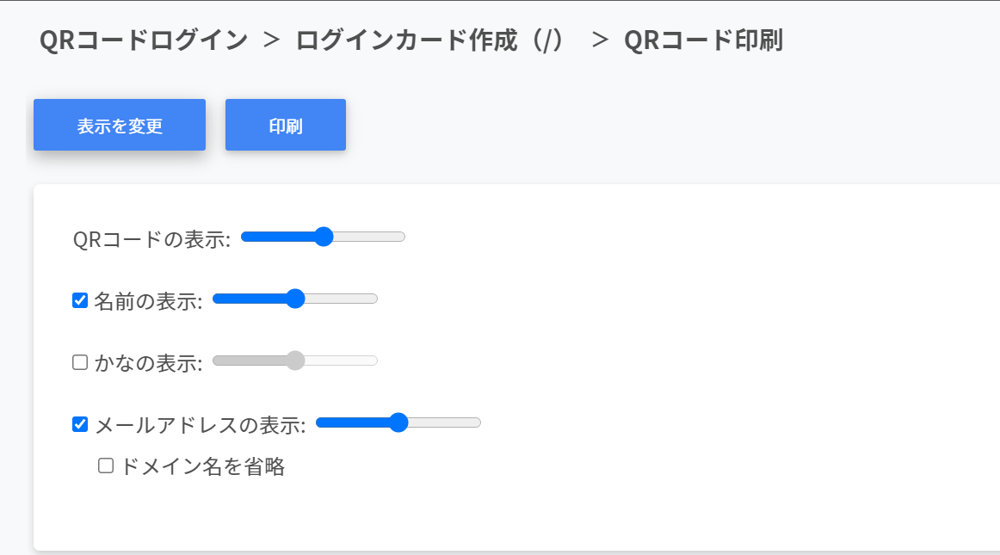 QRコードログイン ＞ ログインカード作成（/） ＞ QRコード印刷
表示を変更 印刷
QRコードの表示:
名前の表示:
かなの表示:
メールアドレスの表示:
ドメイン名を省略